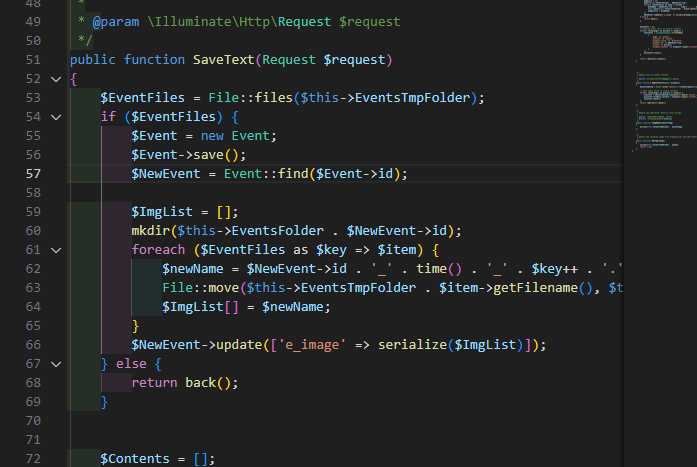 48 *
49 * @param \Illuminate\Http\Request $request
50 */
51 public function SaveText(Request $request)
52 {
53 $EventFiles = File::files($this->EventsTmpFolder);
54 if ($EventFiles) {
55 $Event = new Event;
56 $Event->save();
57 $NewEvent = Event::find($Event->id);
58
59 $ImgList = [];
60 mkdir($this->EventsFolder . $NewEvent->id);
61 foreach ($EventFiles as $key => $item) {
62 $newName = $NewEvent->id . '_' . time() . '_' . $key++ . '.'
63 File::move($this->EventsTmpFolder . $item->getFilename(), $t
64 $ImgList[] = $newName;
65 }
66 $NewEvent->update(['e_image' => serialize($ImgList)]);
67 } else {
68 return back();
69 }
70
71
72 $Contents = [];